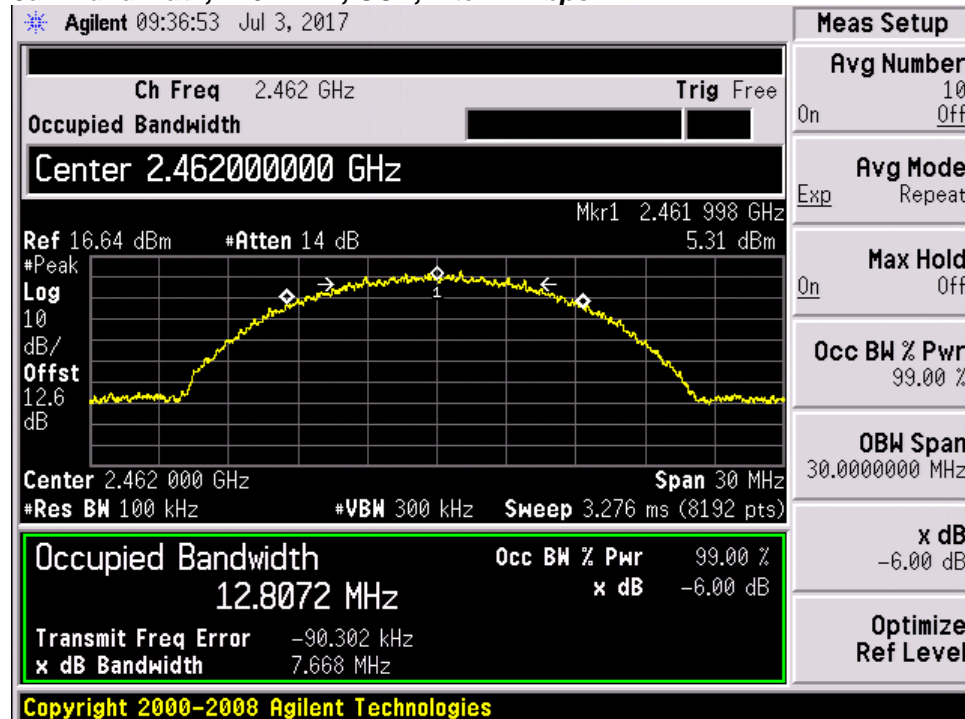 Agilent 09:36:53 Jul 3, 2017
Meas Setup
Ch Freq 2.462 GHz Trig Free
Occupied Bandwidth
Center 2.462000000 GHz
Mkr1 2.461 998 GHz
Ref 16.64 dBm #Atten 14 dB 5.31 dBm
#Peak
Log
10
dB/
Offst
12.6
dB
1
Center 2.462 000 GHz Span 30 MHz
#Res BW 100 kHz #VBW 300 kHz Sweep 3.276 ms (8192 pts)
Occupied Bandwidth Occ BW % Pwr 99.00 %
12.8072 MHz x dB -6.00 dB
Transmit Freq Error -90.302 kHz
x dB Bandwidth 7.668 MHz
Copyright 2000-2008 Agilent Technologies
Avg Number
10
On Off
Avg Mode
Exp Repeat
Max Hold
On Off
Occ BW % Pwr
99.00 %
OBW Span
30.0000000 MHz
x dB
-6.00 dB
Optimize
Ref Level